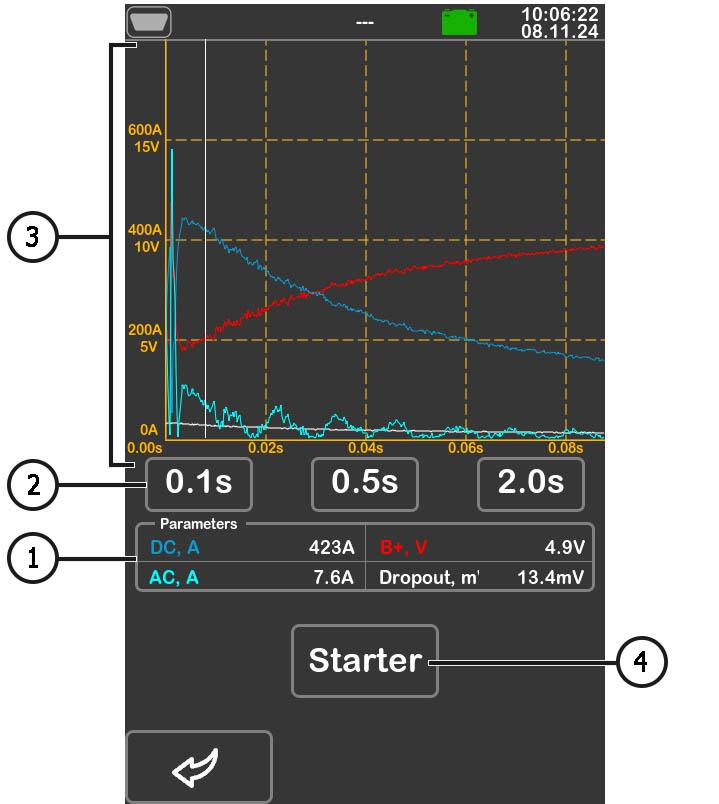 ---
10:06:22
08.11.24
600A
15V
3
400A
10V
200A
5V
0A
0.00s 0.02s 0.04s 0.06s 0.08s
2
0.1s 0.5s 2.0s
Parameters
1
DC, A 423A B+, V 4.9V
AC, A 7.6A Dropout, m' 13.4mV
Starter
4